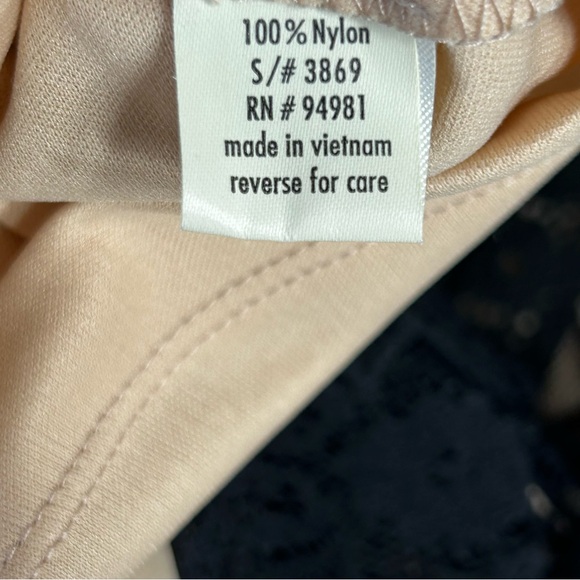 100% Nylon
S/# 3869
RN # 94981
made in vietnam
reverse for care